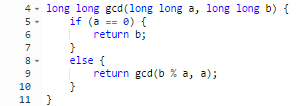 4 long long gcd(long long a, long long b) {
5 if (a == 0) {
6 return b;
7 }
8 else {
9 return gcd(b % a, a);
10 }
11 }